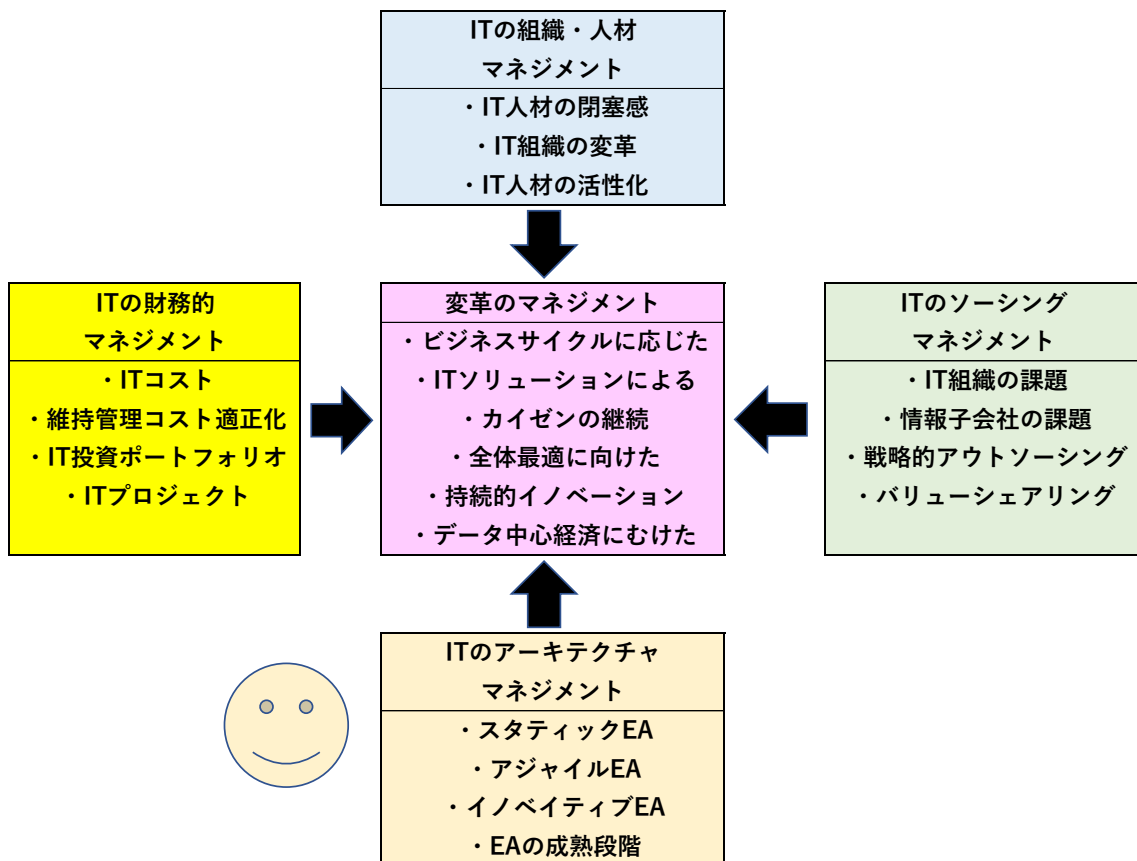 ITの組織・人材
マネジメント
・IT人材の閉塞感
・IT組織の変革
・IT人材の活性化
ITの財務的
マネジメント
・ITコスト
・維持管理コスト適正化
・IT投資ポートフォリオ
・ITプロジェクト
変革のマネジメント
・ビジネスサイクルに応じた
・ITソリューションによる
・カイゼンの継続
・全体最適に向けた
・持続的イノベーション
・データ中心経済にむけた
ITのソーシング
マネジメント
・IT組織の課題
・情報子会社の課題
・戦略的アウトソーシング
・バリューシェアリング
ITのアーキテクチャ
マネジメント
・スタティックEA
・アジャイルEA
・イノベイティブEA
・EAの成熟段階